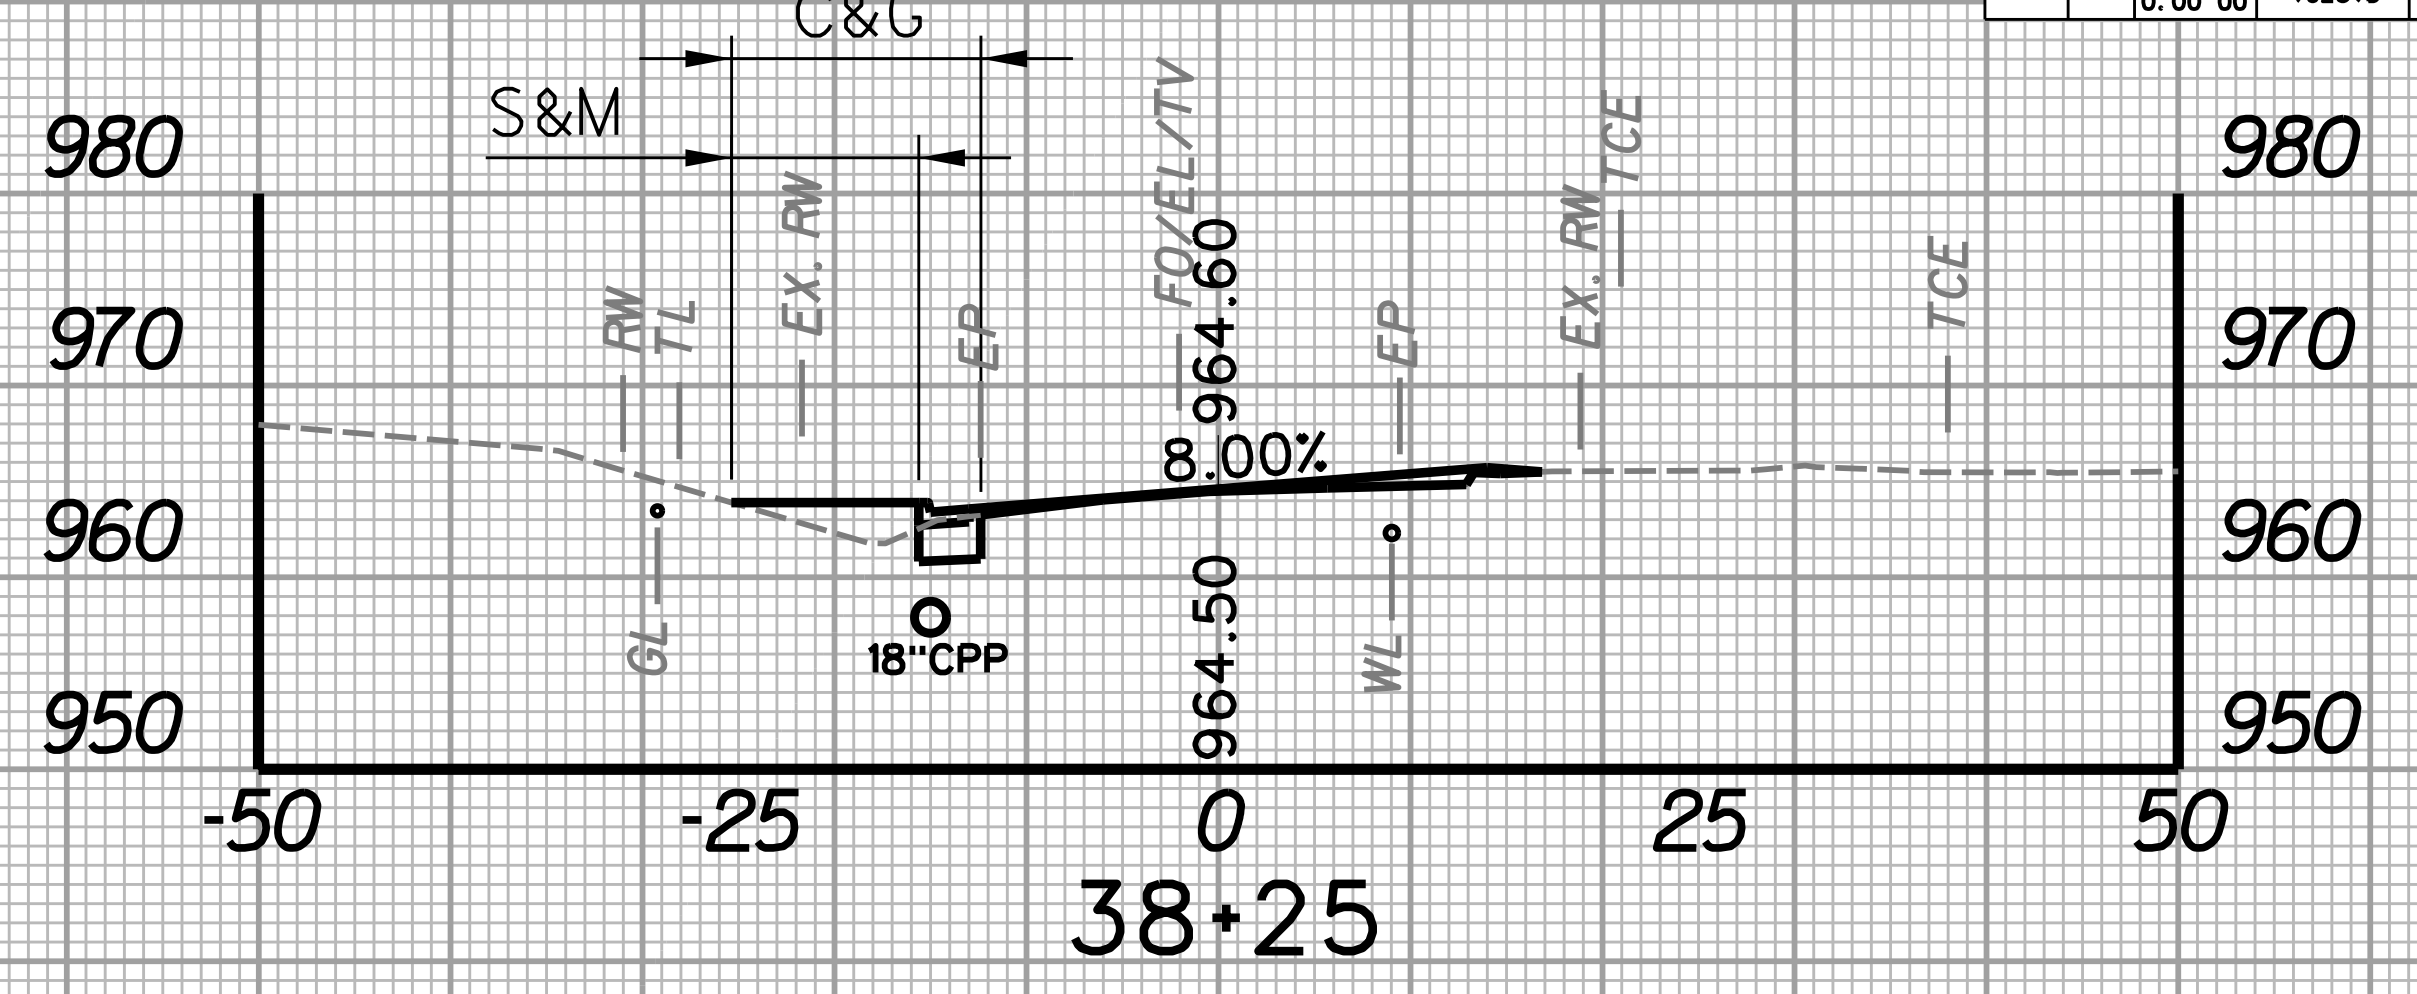 C&G
S&M
980
980
970
970
960
960
950
950
RW
TL
EX. RW
EP
FO/EL/TV
964.60
EP
EX. RW
TCE
TCE
8.00%
GL
18"CPP
964.50
WL
-50
-25
0
25
50
38+25